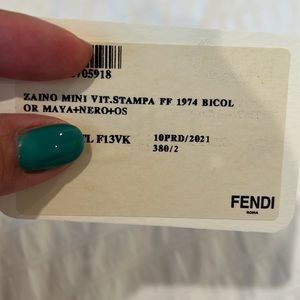 705918
ZAINO MINI VIT.STAMPA FF 1974 BICOL
OR MAYA+NERO+OS
F13VK 10PRD/2021
380/2
FENDI
ROMA